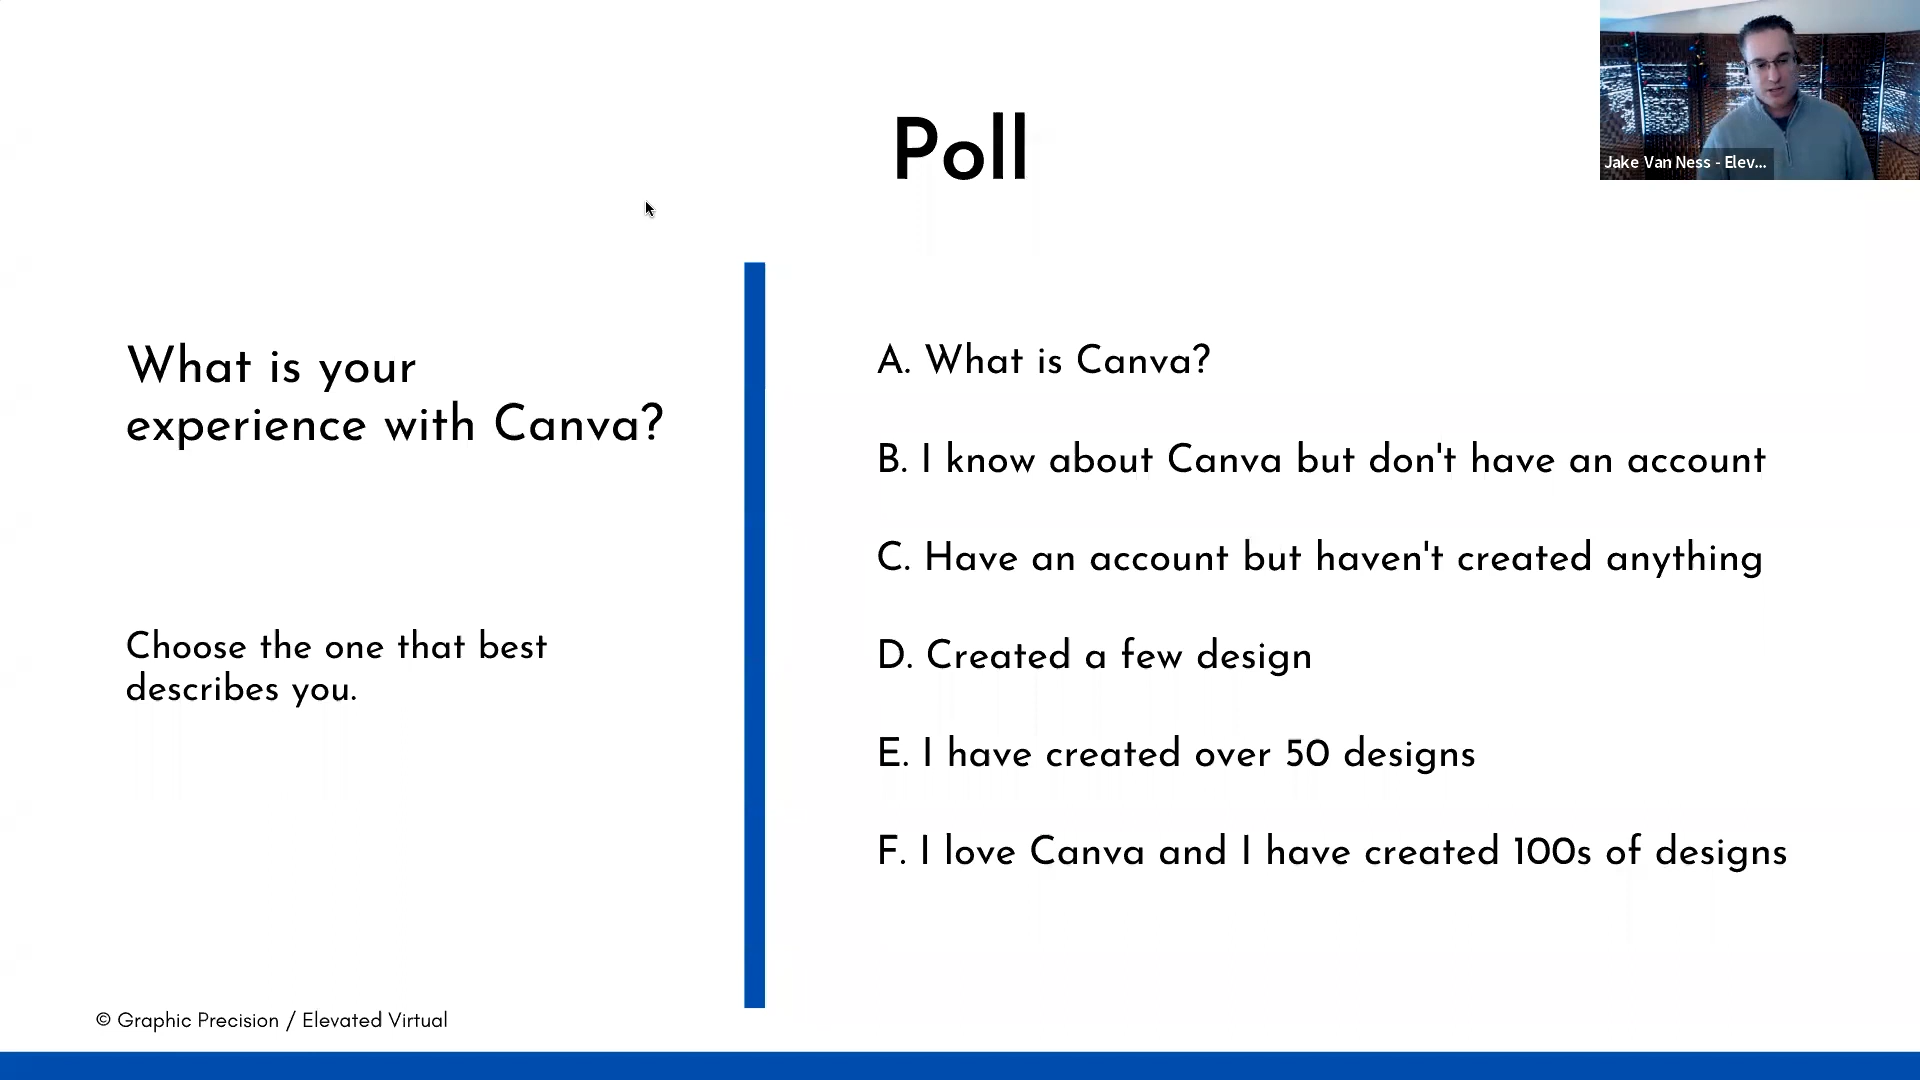 Poll
Jake Van Ness - Elev...
What is your
experience with Canva?
Choose the one that best
describes you.
A. What is Canva?
B. I know about Canva but don't have an account
C. Have an account but haven't created anything
D. Created a few design
E. I have created over 50 designs
F. I love Canva and I have created 100s of designs
© Graphic Precision / Elevated Virtual